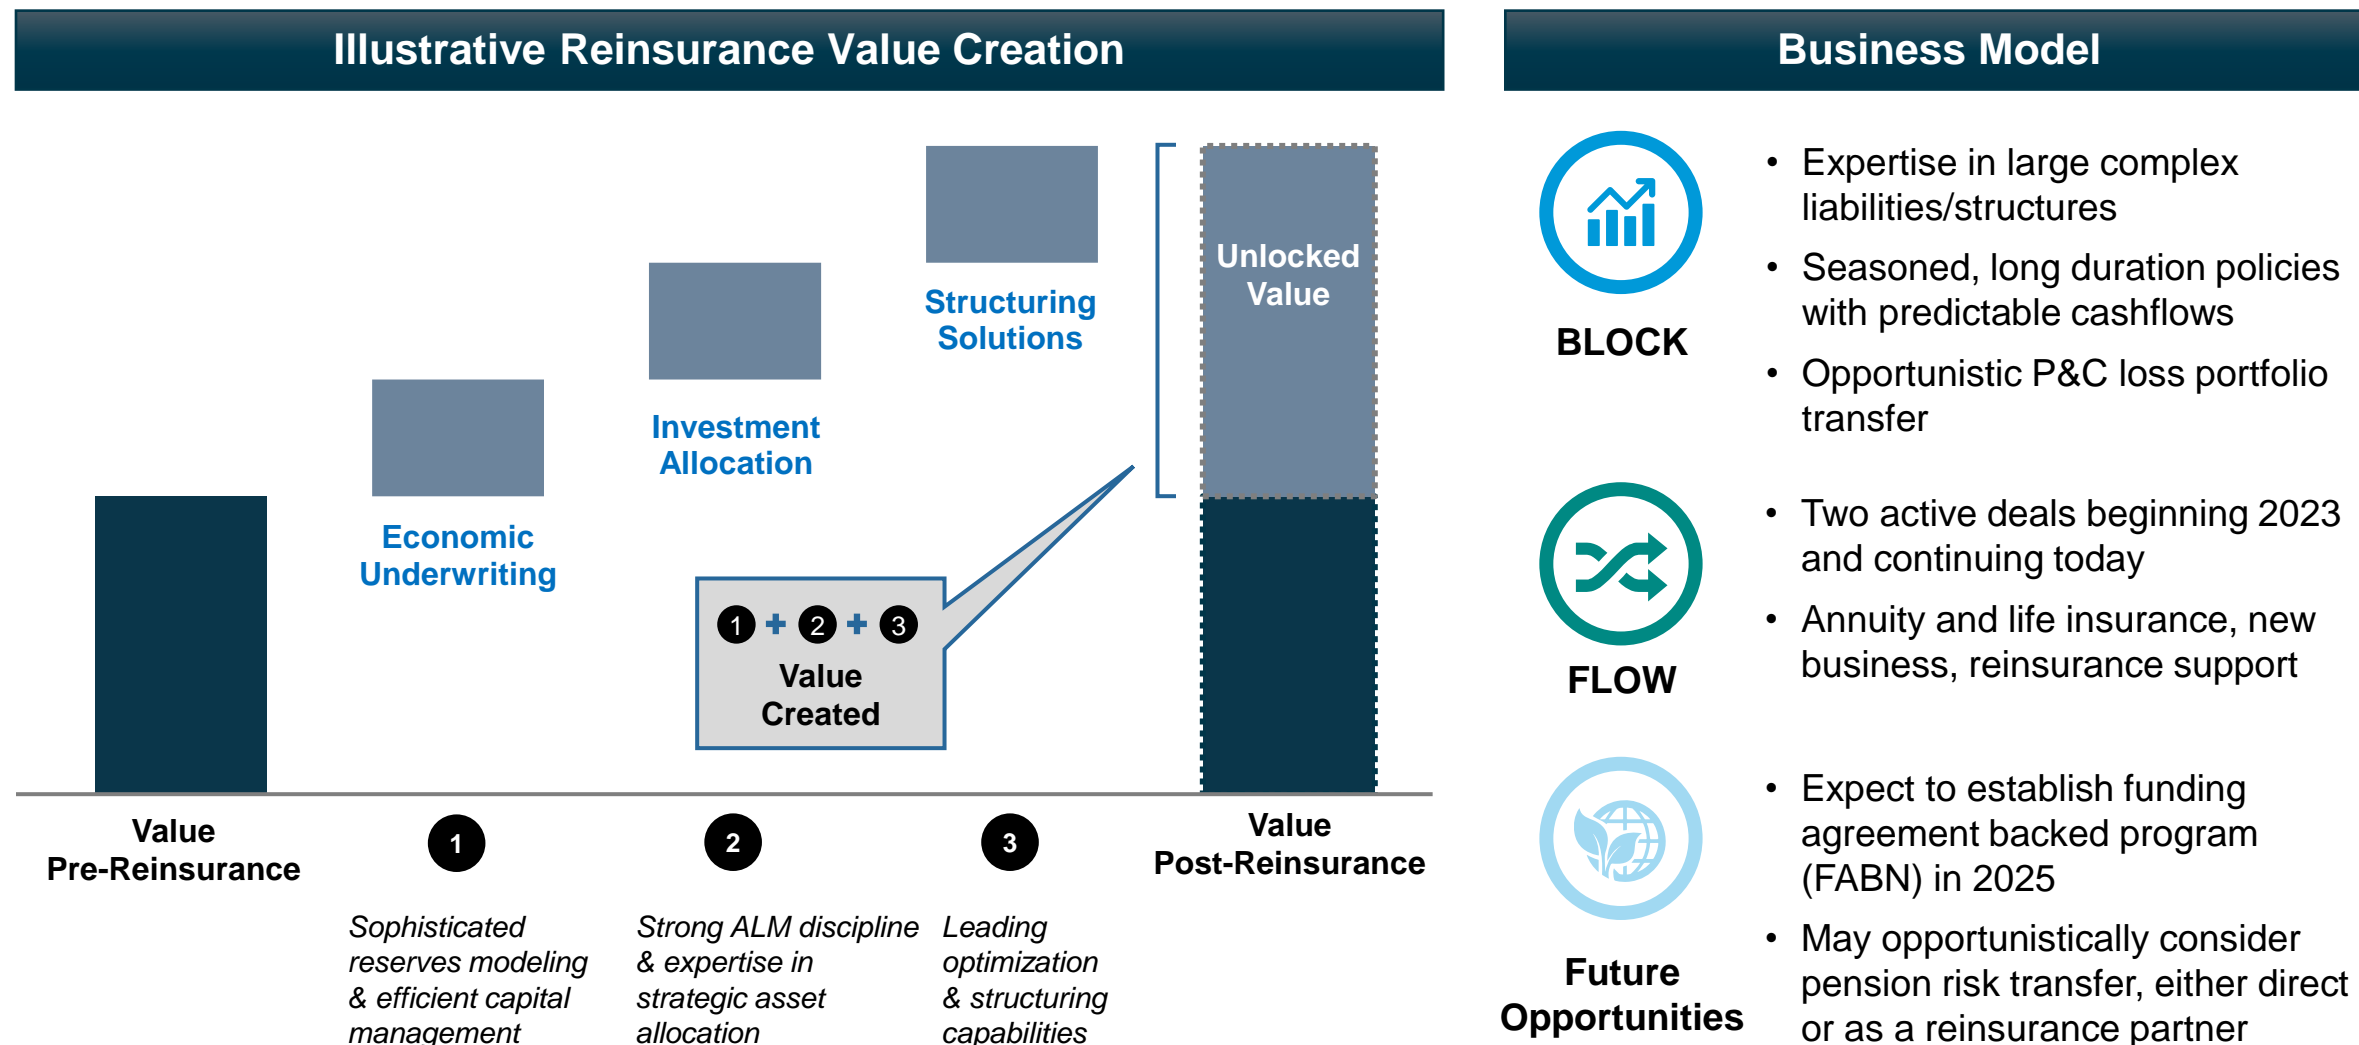 Illustrative Reinsurance Value Creation
Structuring
Solutions
Unlocked
Value
Investment
Allocation
Economic
Underwriting
1 + 2 + 3
Value
Created
Value
Pre-Reinsurance
1
2
3
Value
Post-Reinsurance
Sophisticated
reserves modeling
& efficient capital
management
Strong ALM discipline
& expertise in
strategic asset
allocation
Leading
optimization
& structuring
capabilities
Business Model
BLOCK
• Expertise in large complex
liabilities/structures
• Seasoned, long duration policies
with predictable cashflows
• Opportunistic P&C loss portfolio
transfer
FLOW
• Two active deals beginning 2023
and continuing today
• Annuity and life insurance, new
business, reinsurance support
Future
Opportunities
• Expect to establish funding
agreement backed program
(FABN) in 2025
• May opportunistically consider
pension risk transfer, either direct
or as a reinsurance partner